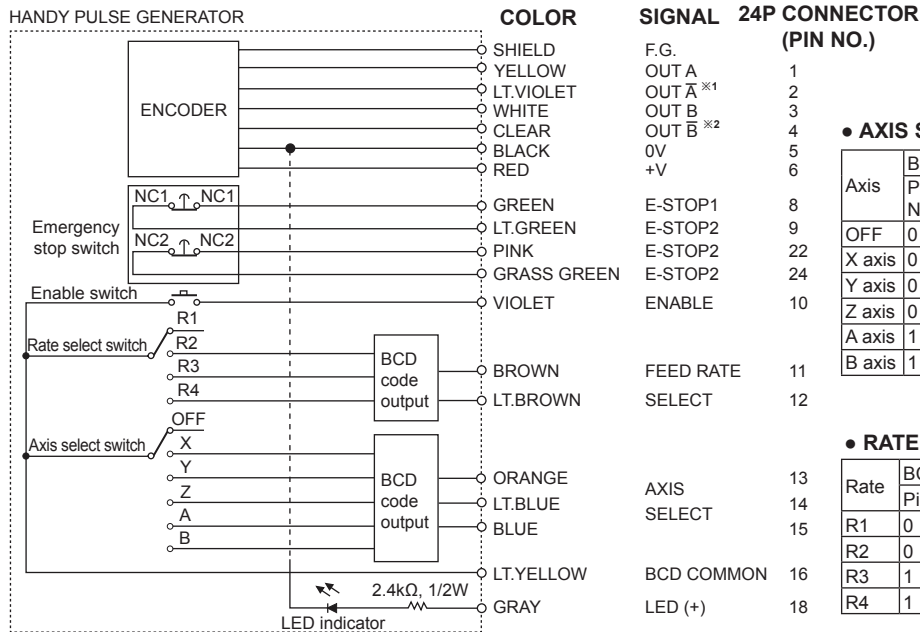 HANDY PULSE GENERATOR
COLOR SIGNAL 24P CONNECTOR
(PIN NO.)
ENCODER
SHIELD F.G.
YELLOW OUT A 1
LT.VIOLET OUT A̅ ※1 2
WHITE OUT B 3
CLEAR OUT B̅ ※2 4
BLACK 0V 5
RED +V 6
Emergency
stop switch
NC1 NC1
NC2 NC2
GREEN E-STOP1 8
LT.GREEN E-STOP2 9
PINK E-STOP2 22
GRASS GREEN E-STOP2 24
Enable switch
VIOLET ENABLE 10
Rate select switch
R1
R2
R3
R4
BCD
code
output
BROWN FEED RATE 11
LT.BROWN SELECT 12
Axis select switch
OFF
X
Y
Z
A
B
BCD
code
output
ORANGE 13
LT.BLUE 14
BLUE 15
AXIS
SELECT
LT.YELLOW BCD COMMON 16
2.4kΩ, 1/2W
LED indicator
GRAY LED (+) 18
● AXIS
Axis
OFF 0
X axis 0
Y axis 0
Z axis 0
A axis 1
B axis 1
● RATE
Rate
R1 0
R2 0
R3 1
R4 1